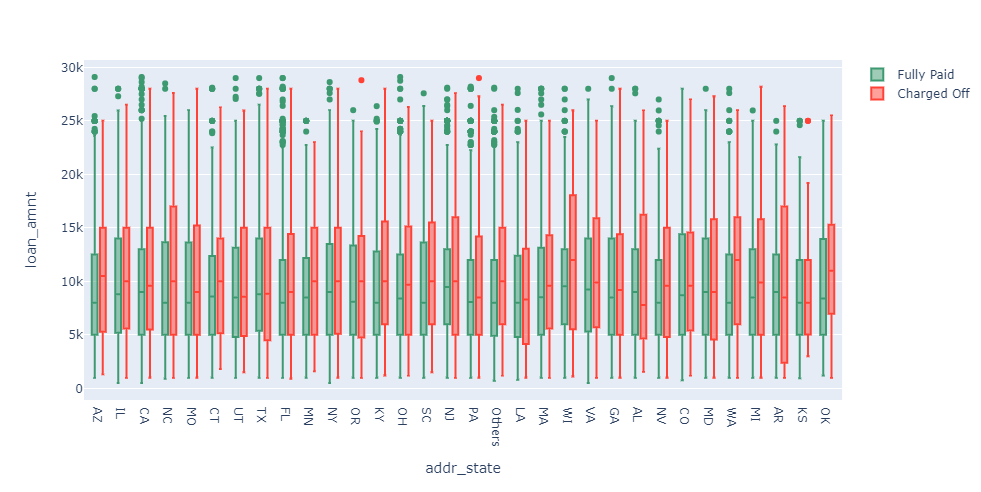 Fully Paid
Charged Off
loan_amnt
30k
25k
20k
15k
10k
5k
0
AZ
IL
CA
NC
MO
CT
UT
TX
FL
MN
NY
OR
KY
OH
SC
NJ
PA
Others
LA
MA
WI
VA
GA
AL
NV
CO
MD
WA
MI
AR
KS
OK
addr_state